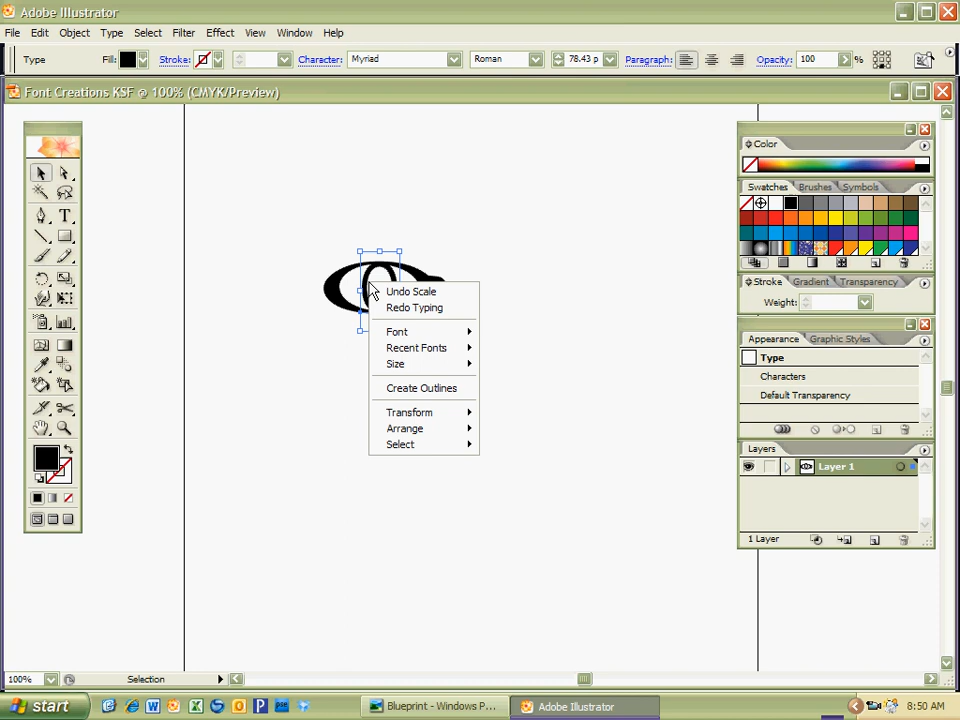 Adobe Illustrator
File Edit Object Type Select Filter Effect View Window Help
Type Fill: Stroke: Character: Myriad Roman 78.43 p Paragraph: Opacity: 100 %
Font Creations KSF @ 100% (CMYK/Preview)
Color
Swatches Brushes Symbols
Stroke Gradient Transparency
Weight:
Appearance Graphic Styles
Type
Characters
Default Transparency
Layers
Layer 1
1 Layer
Undo Scale
Redo Typing
Font
Recent Fonts
Size
Create Outlines
Transform
Arrange
Select
100% Selection
start Blueprint - Windows P... Adobe Illustrator 8:50 AM